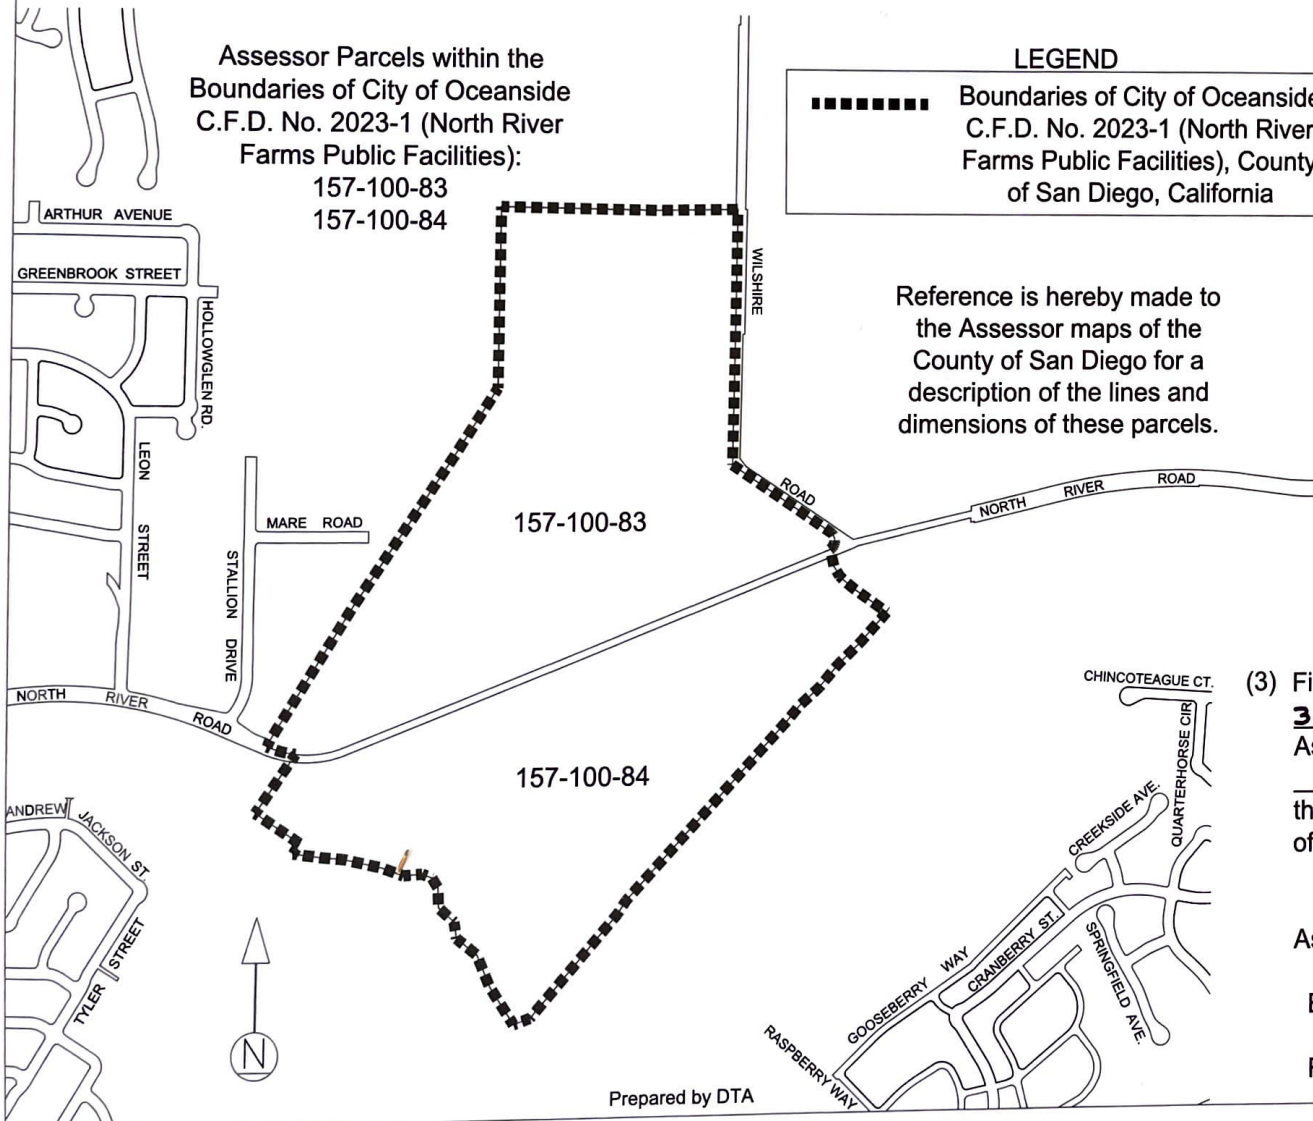 Assessor Parcels within the
Boundaries of City of Oceanside
C.F.D. No. 2023-1 (North River
Farms Public Facilities):
157-100-83
157-100-84
LEGEND
Boundaries of City of Oceanside
C.F.D. No. 2023-1 (North River
Farms Public Facilities), County
of San Diego, California
Reference is hereby made to
the Assessor maps of the
County of San Diego for a
description of the lines and
dimensions of these parcels.
ARTHUR AVENUE
GREENBROOK STREET
HOLLOWGLEN RD.
LEON STREET
MARE ROAD
STALLION DRIVE
WILSHIRE ROAD
NORTH RIVER ROAD
157-100-83
NORTH RIVER ROAD
157-100-84
ANDREW JACKSON ST
TYLER STREET
N
CHINCOTEAGUE CT.
QUARTERHORSE CIR
CREEKSIDE AVE.
CRANBERRY ST.
SPRINGFIELD AVE.
GOOSEBERRY WAY
RASPBERRY WAY
(3)
3
of
Prepared by DTA